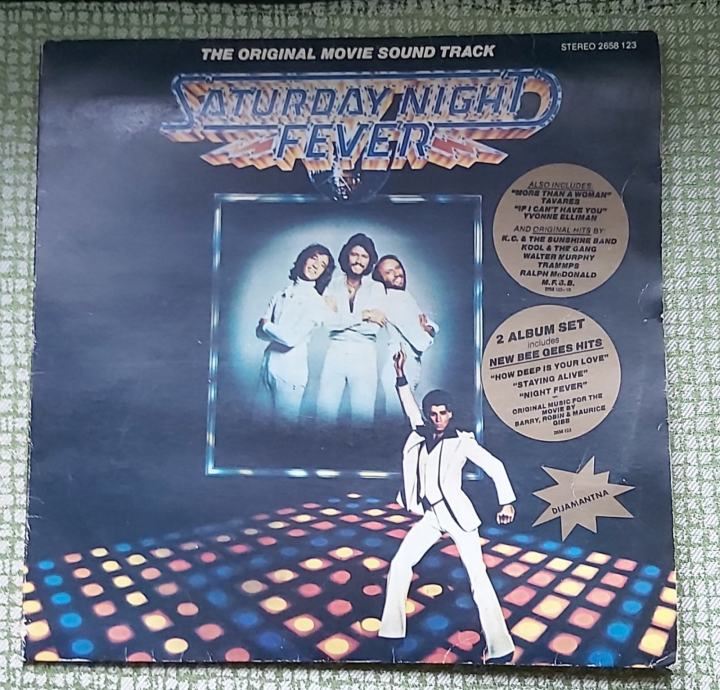 THE ORIGINAL MOVIE SOUND TRACK
STEREO 2658 123
SATURDAY NIGHT
FEVER
ALSO INCLUDES:
"MORE THAN A WOMAN"
TAVARES
"IF I CAN'T HAVE YOU"
YVONNE ELLIMAN
AND ORIGINAL HITS BY:
K.C. & THE SUNSHINE BAND
KOOL & THE GANG
WALTER MURPHY
TRAMMPS
RALPH McDONALD
M.F.S.B.
2 ALBUM SET
includes
NEW BEE GEES HITS
"HOW DEEP IS YOUR LOVE"
"STAYING ALIVE"
"NIGHT FEVER"
ORIGINAL MUSIC FOR THE
MOVIE BY
BARRY, ROBIN & MAURICE
GIBB
2658 123
DIJAMANTNA